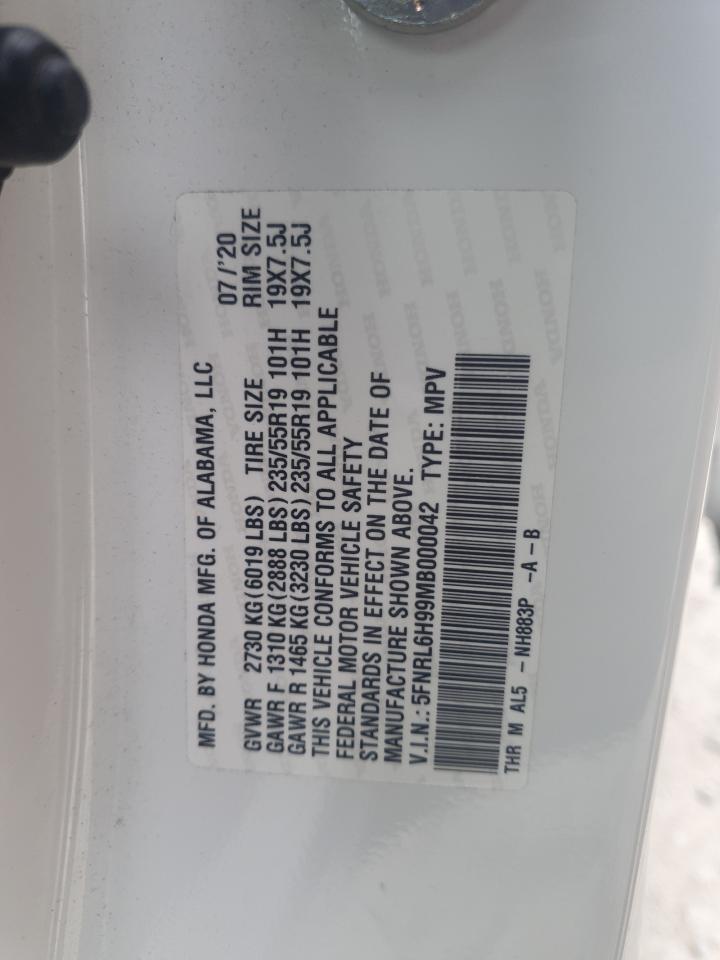 MFD. BY HONDA MFG. OF ALABAMA, LLC 07/'20
GVWR 2730 KG(6019 LBS) TIRE SIZE RIM SIZE
GAWR F 1310 KG(2888 LBS) 235/55R19 101H 19X7.5J
GAWR R 1465 KG(3230 LBS) 235/55R19 101H 19X7.5J
THIS VEHICLE CONFORMS TO ALL APPLICABLE
FEDERAL MOTOR VEHICLE SAFETY
STANDARDS IN EFFECT ON THE DATE OF
MANUFACTURE SHOWN ABOVE.
V.I.N.: 5FNRL6H99MB000042 TYPE: MPV
THR M AL5 - NH883P -A-B